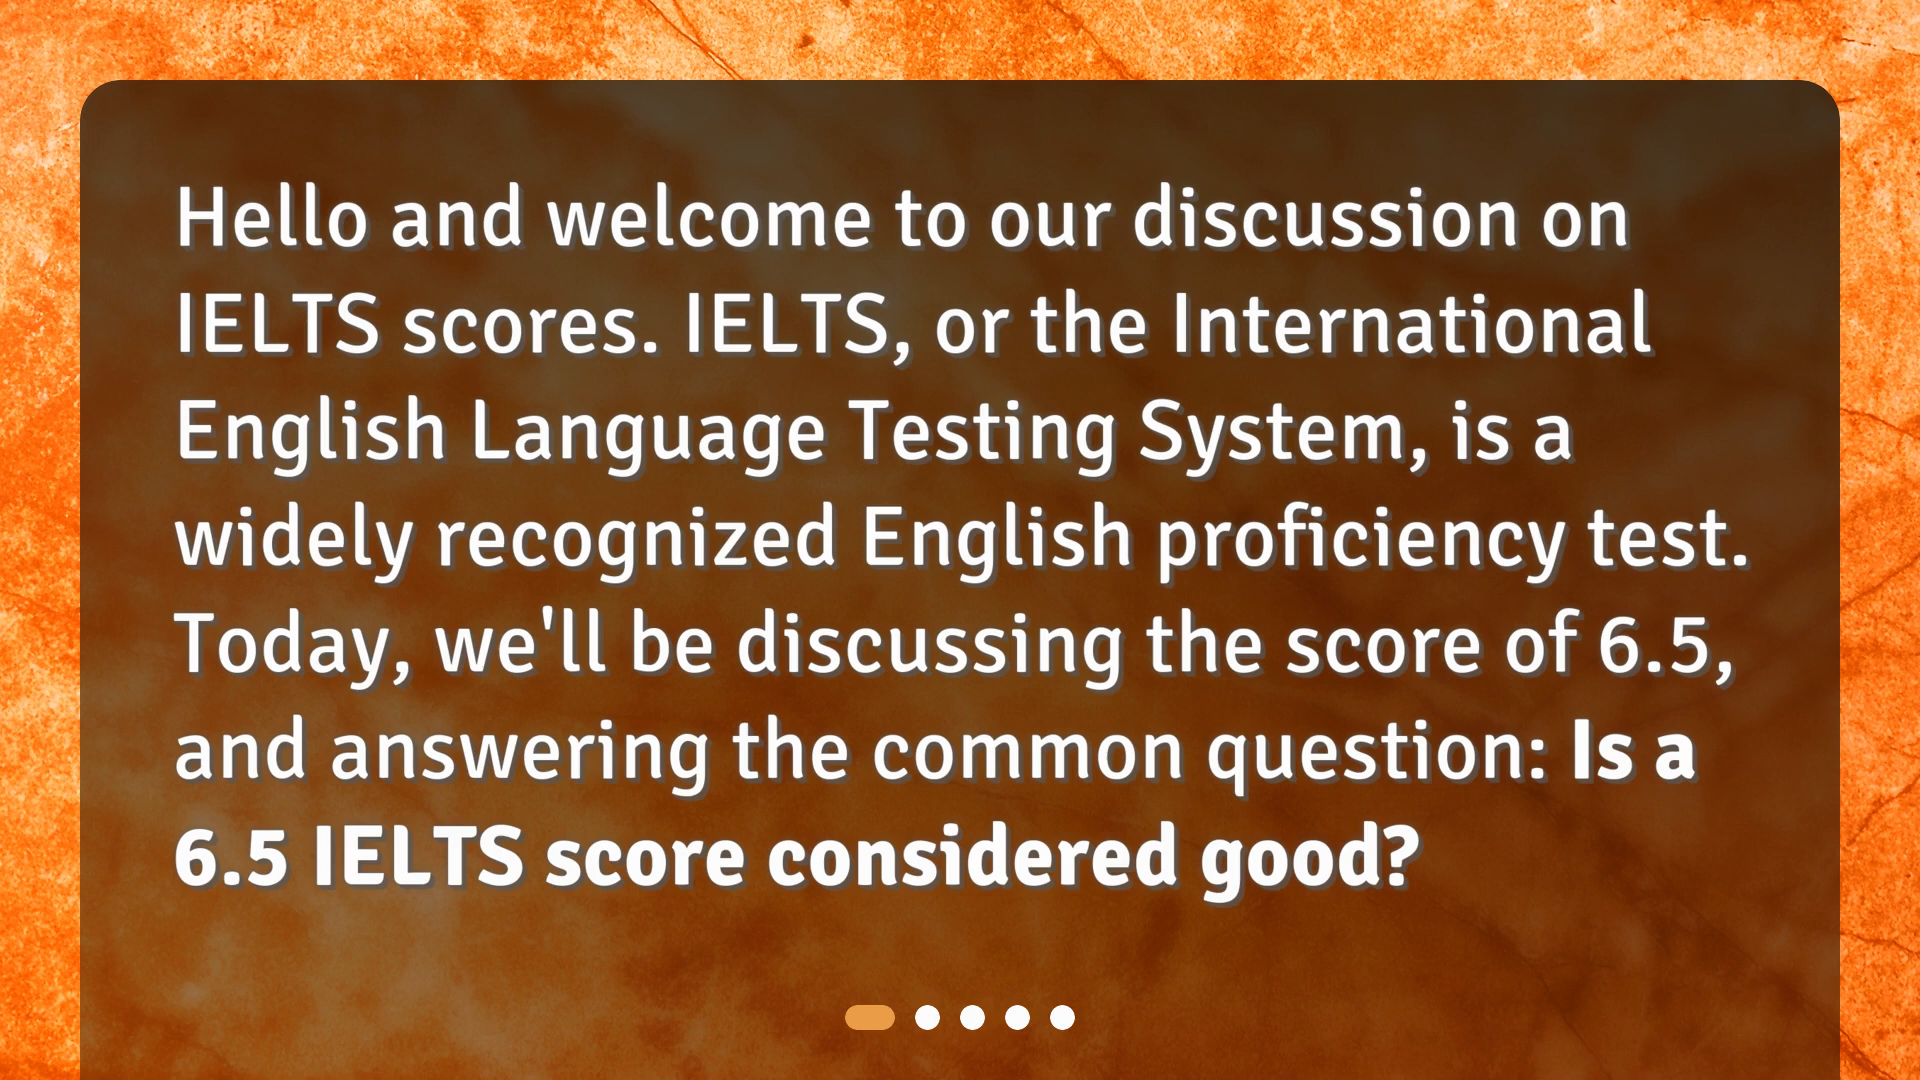 Hello and welcome to our discussion on
IELTS scores. IELTS, or the International
English Language Testing System, is a
widely recognized English proficiency test.
Today, we'll be discussing the score of 6.5,
and answering the common question: Is a
6.5 IELTS score considered good?